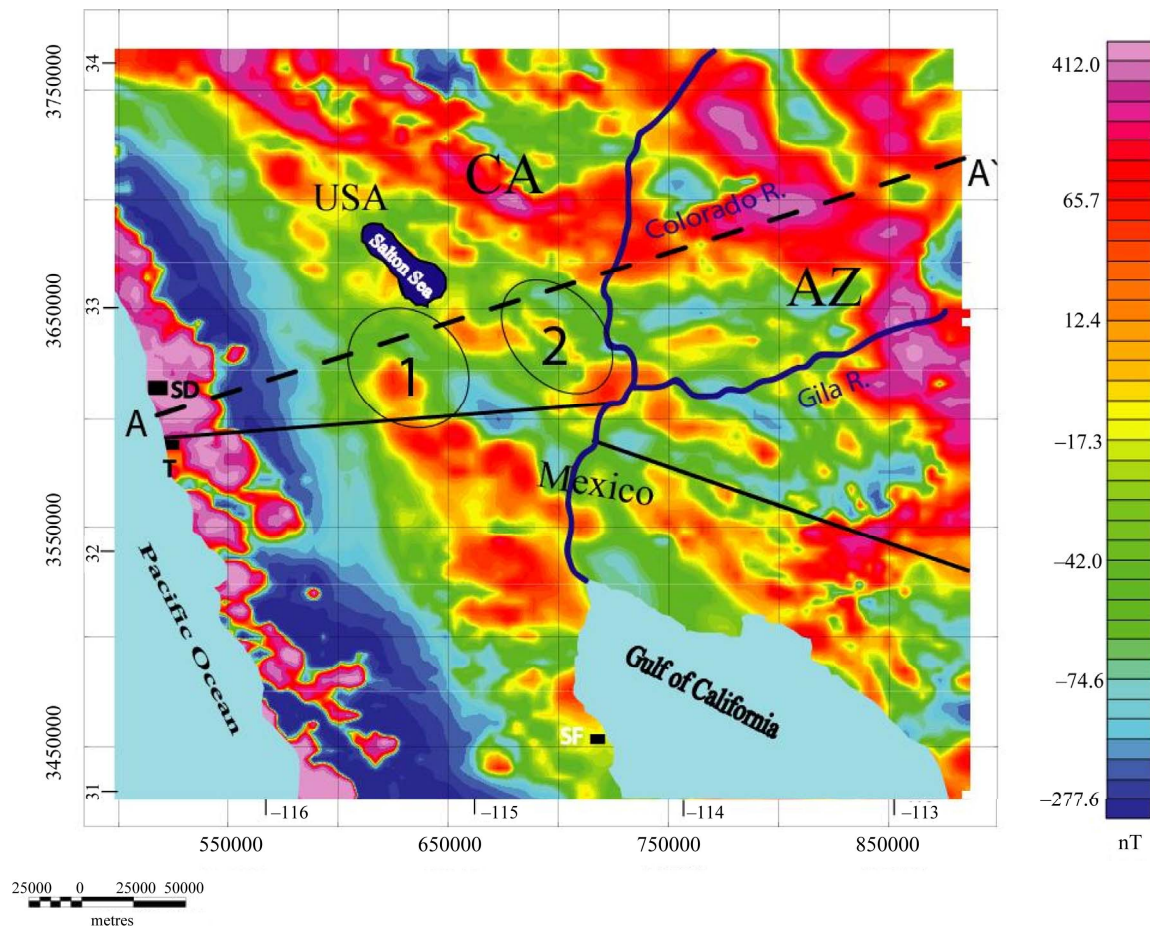 3750000
3650000
3550000
3450000
34
33
32
31
USA
CA
AZ
A`
Colorado R.
Salton Sea
1
2
Gila R.
SD
A
T
Mexico
Pacific Ocean
Gulf of California
SF
–116
–115
–114
–113
550000
650000
750000
850000
412.0
65.7
12.4
–17.3
–42.0
–74.6
–277.6
nT
25000 0 25000 50000
metres